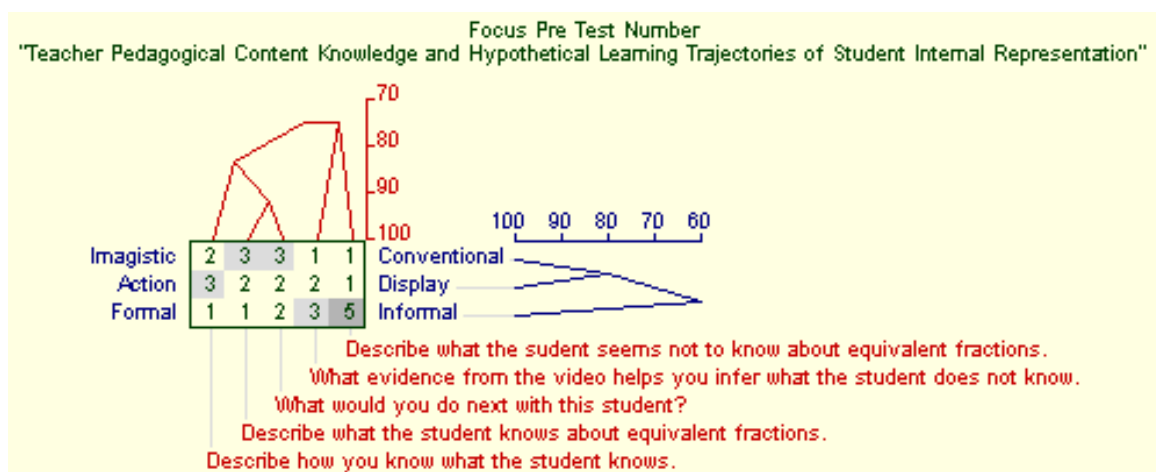 Focus Pre Test Number
"Teacher Pedagogical Content Knowledge and Hypothetical Learning Trajectories of Student Internal Representation"
70
80
90
100
100 90 80 70 60
Imagistic 2 3 3 1 1 Conventional
Action 3 2 2 2 1 Display
Formal 1 1 2 3 5 Informal
Describe what the sudent seems not to know about equivalent fractions.
What evidence from the video helps you infer what the student does not know.
What would you do next with this student?
Describe what the student knows about equivalent fractions.
Describe how you know what the student knows.